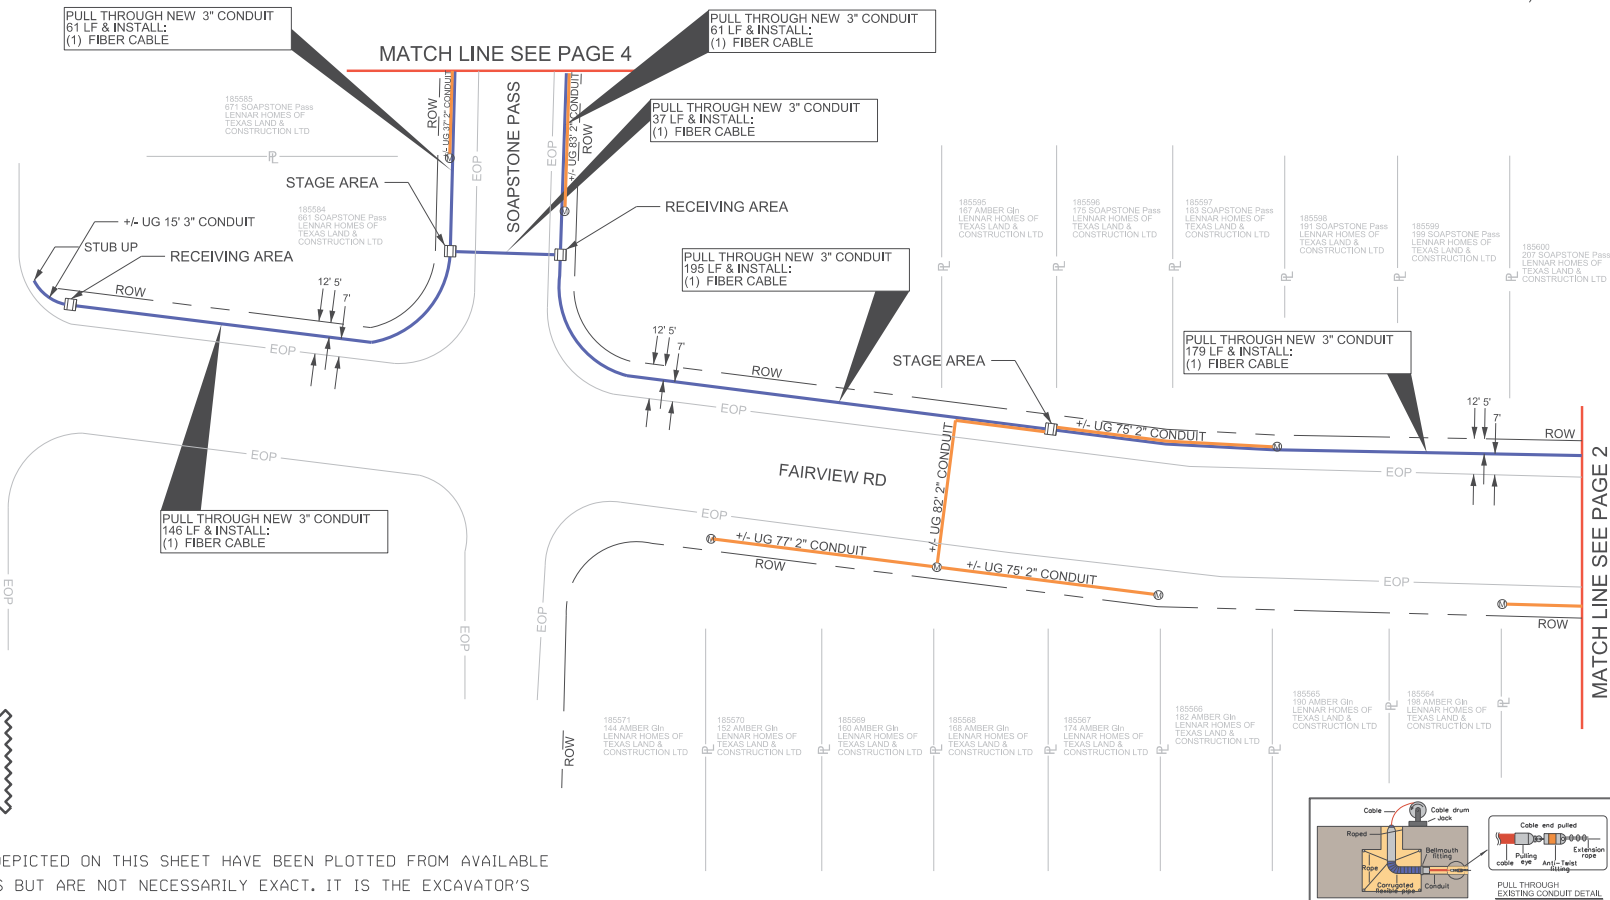 PULL THROUGH NEW 3" CONDUIT
61 LF & INSTALL:
(1) FIBER CABLE
PULL THROUGH NEW 3" CONDUIT
61 LF & INSTALL:
(1) FIBER CABLE
MATCH LINE SEE PAGE 4
PULL THROUGH NEW 3" CONDUIT
37 LF & INSTALL:
(1) FIBER CABLE
185585
671 SOAPSTONE Pass
LENNAR HOMES OF
TEXAS LAND &
CONSTRUCTION LTD
ROW
+/- UG 37' 2" CONDUIT
EOP
SOAPSTONE PASS
EOP
+/- UG 83' 2" CONDUIT
ROW
PL
STAGE AREA
RECEIVING AREA
185584
661 SOAPSTONE Pass
LENNAR HOMES OF
TEXAS LAND &
CONSTRUCTION LTD
+/- UG 15' 3" CONDUIT
STUB UP
RECEIVING AREA
ROW
12' 5'
7'
EOP
185595
167 AMBER Gln
LENNAR HOMES OF
TEXAS LAND &
CONSTRUCTION LTD
185596
175 SOAPSTONE Pass
LENNAR HOMES OF
TEXAS LAND &
CONSTRUCTION LTD
185597
183 SOAPSTONE Pass
LENNAR HOMES OF
TEXAS LAND &
CONSTRUCTION LTD
185598
191 SOAPSTONE Pass
LENNAR HOMES OF
TEXAS LAND &
CONSTRUCTION LTD
185599
199 SOAPSTONE Pass
LENNAR HOMES OF
TEXAS LAND &
CONSTRUCTION LTD
185600
207 SOAPSTONE Pass
LENNAR HOMES OF
TEXAS LAND &
CONSTRUCTION LTD
PL
PL
PL
PL
PL
PL
PULL THROUGH NEW 3" CONDUIT
195 LF & INSTALL:
(1) FIBER CABLE
12' 5'
7'
ROW
EOP
STAGE AREA
PULL THROUGH NEW 3" CONDUIT
179 LF & INSTALL:
(1) FIBER CABLE
12' 5'
7'
ROW
+/- UG 75' 2" CONDUIT
EOP
MATCH LINE SEE PAGE 2
FAIRVIEW RD
+/- UG 82' 2" CONDUIT
EOP
PULL THROUGH NEW 3" CONDUIT
146 LF & INSTALL:
(1) FIBER CABLE
EOP
+/- UG 77' 2" CONDUIT
ROW
+/- UG 75' 2" CONDUIT
EOP
ROW
EOP
EOP
EOP
ROW
M
M
M
M
M
M
M
185571
144 AMBER Gln
LENNAR HOMES OF
TEXAS LAND &
CONSTRUCTION LTD
185570
152 AMBER Gln
LENNAR HOMES OF
TEXAS LAND &
CONSTRUCTION LTD
185569
160 AMBER Gln
LENNAR HOMES OF
TEXAS LAND &
CONSTRUCTION LTD
185568
168 AMBER Gln
LENNAR HOMES OF
TEXAS LAND &
CONSTRUCTION LTD
185567
174 AMBER Gln
LENNAR HOMES OF
TEXAS LAND &
CONSTRUCTION LTD
185566
182 AMBER Gln
LENNAR HOMES OF
TEXAS LAND &
CONSTRUCTION LTD
185565
190 AMBER Gln
LENNAR HOMES OF
TEXAS LAND &
CONSTRUCTION LTD
185564
198 AMBER Gln
LENNAR HOMES OF
TEXAS LAND &
CONSTRUCTION LTD
PL
PL
PL
PL
PL
PL
PL
PL
DEPICTED ON THIS SHEET HAVE BEEN PLOTTED FROM AVAILABLE
S BUT ARE NOT NECESSARILY EXACT. IT IS THE EXCAVATOR'S
Cable
Cable drum
Jack
Roped
Bellmouth
fitting
Rope
Corrugated
flexible pipe
Conduit
Cable end pulled
cable
Pulling
eye
Anti-Twist
fitting
Extension
rope
PULL THROUGH
EXISTING CONDUIT DETAIL